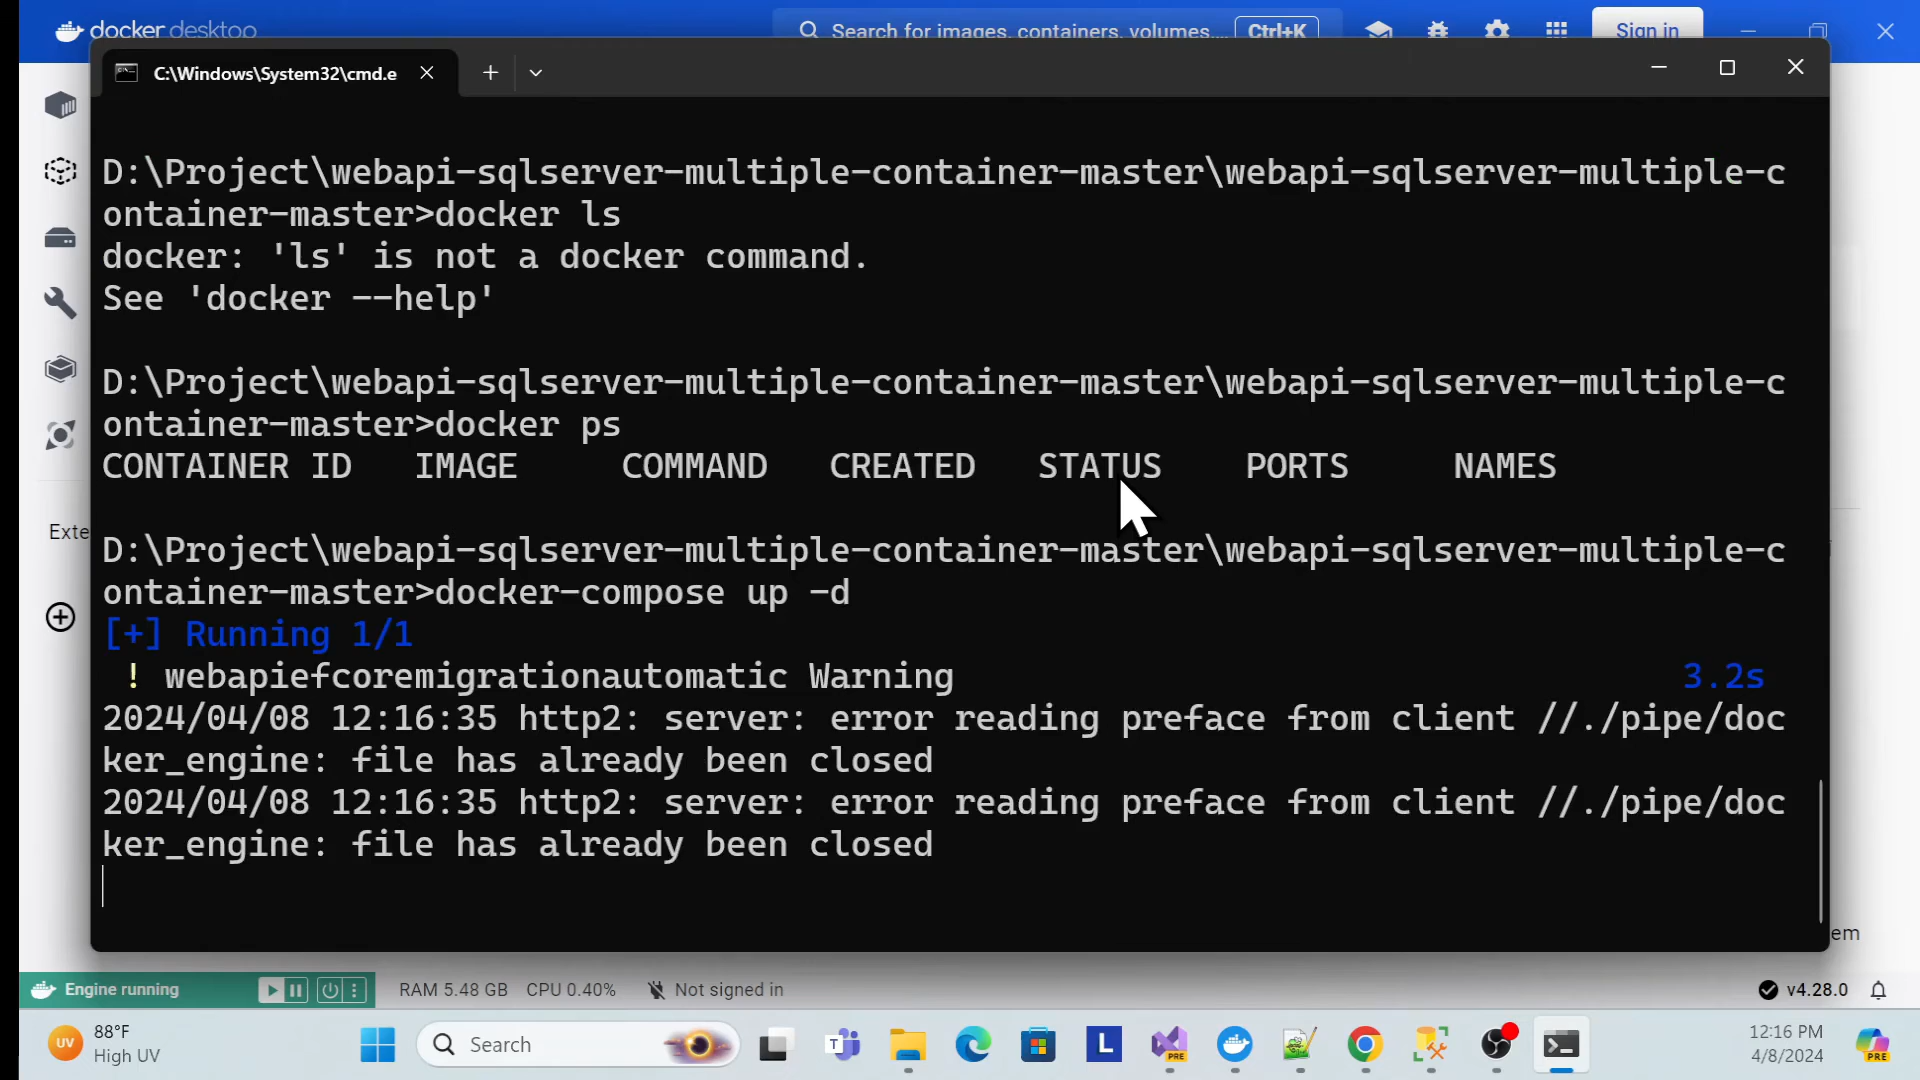 docker desktop
Search for images, containers, volumes,... Ctrl+K
Sign in
C:\Windows\System32\cmd.e
D:\Project\webapi-sqlserver-multiple-container-master\webapi-sqlserver-multiple-c
ontainer-master>docker ls
docker: 'ls' is not a docker command.
See 'docker --help'
D:\Project\webapi-sqlserver-multiple-container-master\webapi-sqlserver-multiple-c
ontainer-master>docker ps
CONTAINER ID IMAGE COMMAND CREATED STATUS PORTS NAMES
Exte
D:\Project\webapi-sqlserver-multiple-container-master\webapi-sqlserver-multiple-c
ontainer-master>docker-compose up -d
[+] Running 1/1
! webapiefcoremigrationautomatic Warning 3.2s
2024/04/08 12:16:35 http2: server: error reading preface from client //./pipe/doc
ker_engine: file has already been closed
2024/04/08 12:16:35 http2: server: error reading preface from client //./pipe/doc
ker_engine: file has already been closed
em
Engine running RAM 5.48 GB CPU 0.40% Not signed in v4.28.0
UV 88°F
High UV
Search
T
L
PRE
12:16 PM
4/8/2024
PRE